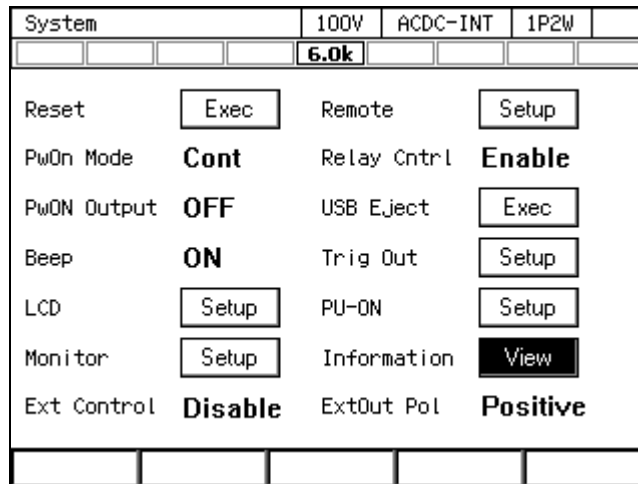 System 100V ACDC-INT 1P2W
6.0k
Reset Exec Remote Setup
PwOn Mode Cont Relay Cntrl Enable
PwON Output OFF USB Eject Exec
Beep ON Trig Out Setup
LCD Setup PU-ON Setup
Monitor Setup Information View
Ext Control Disable ExtOut Pol Positive